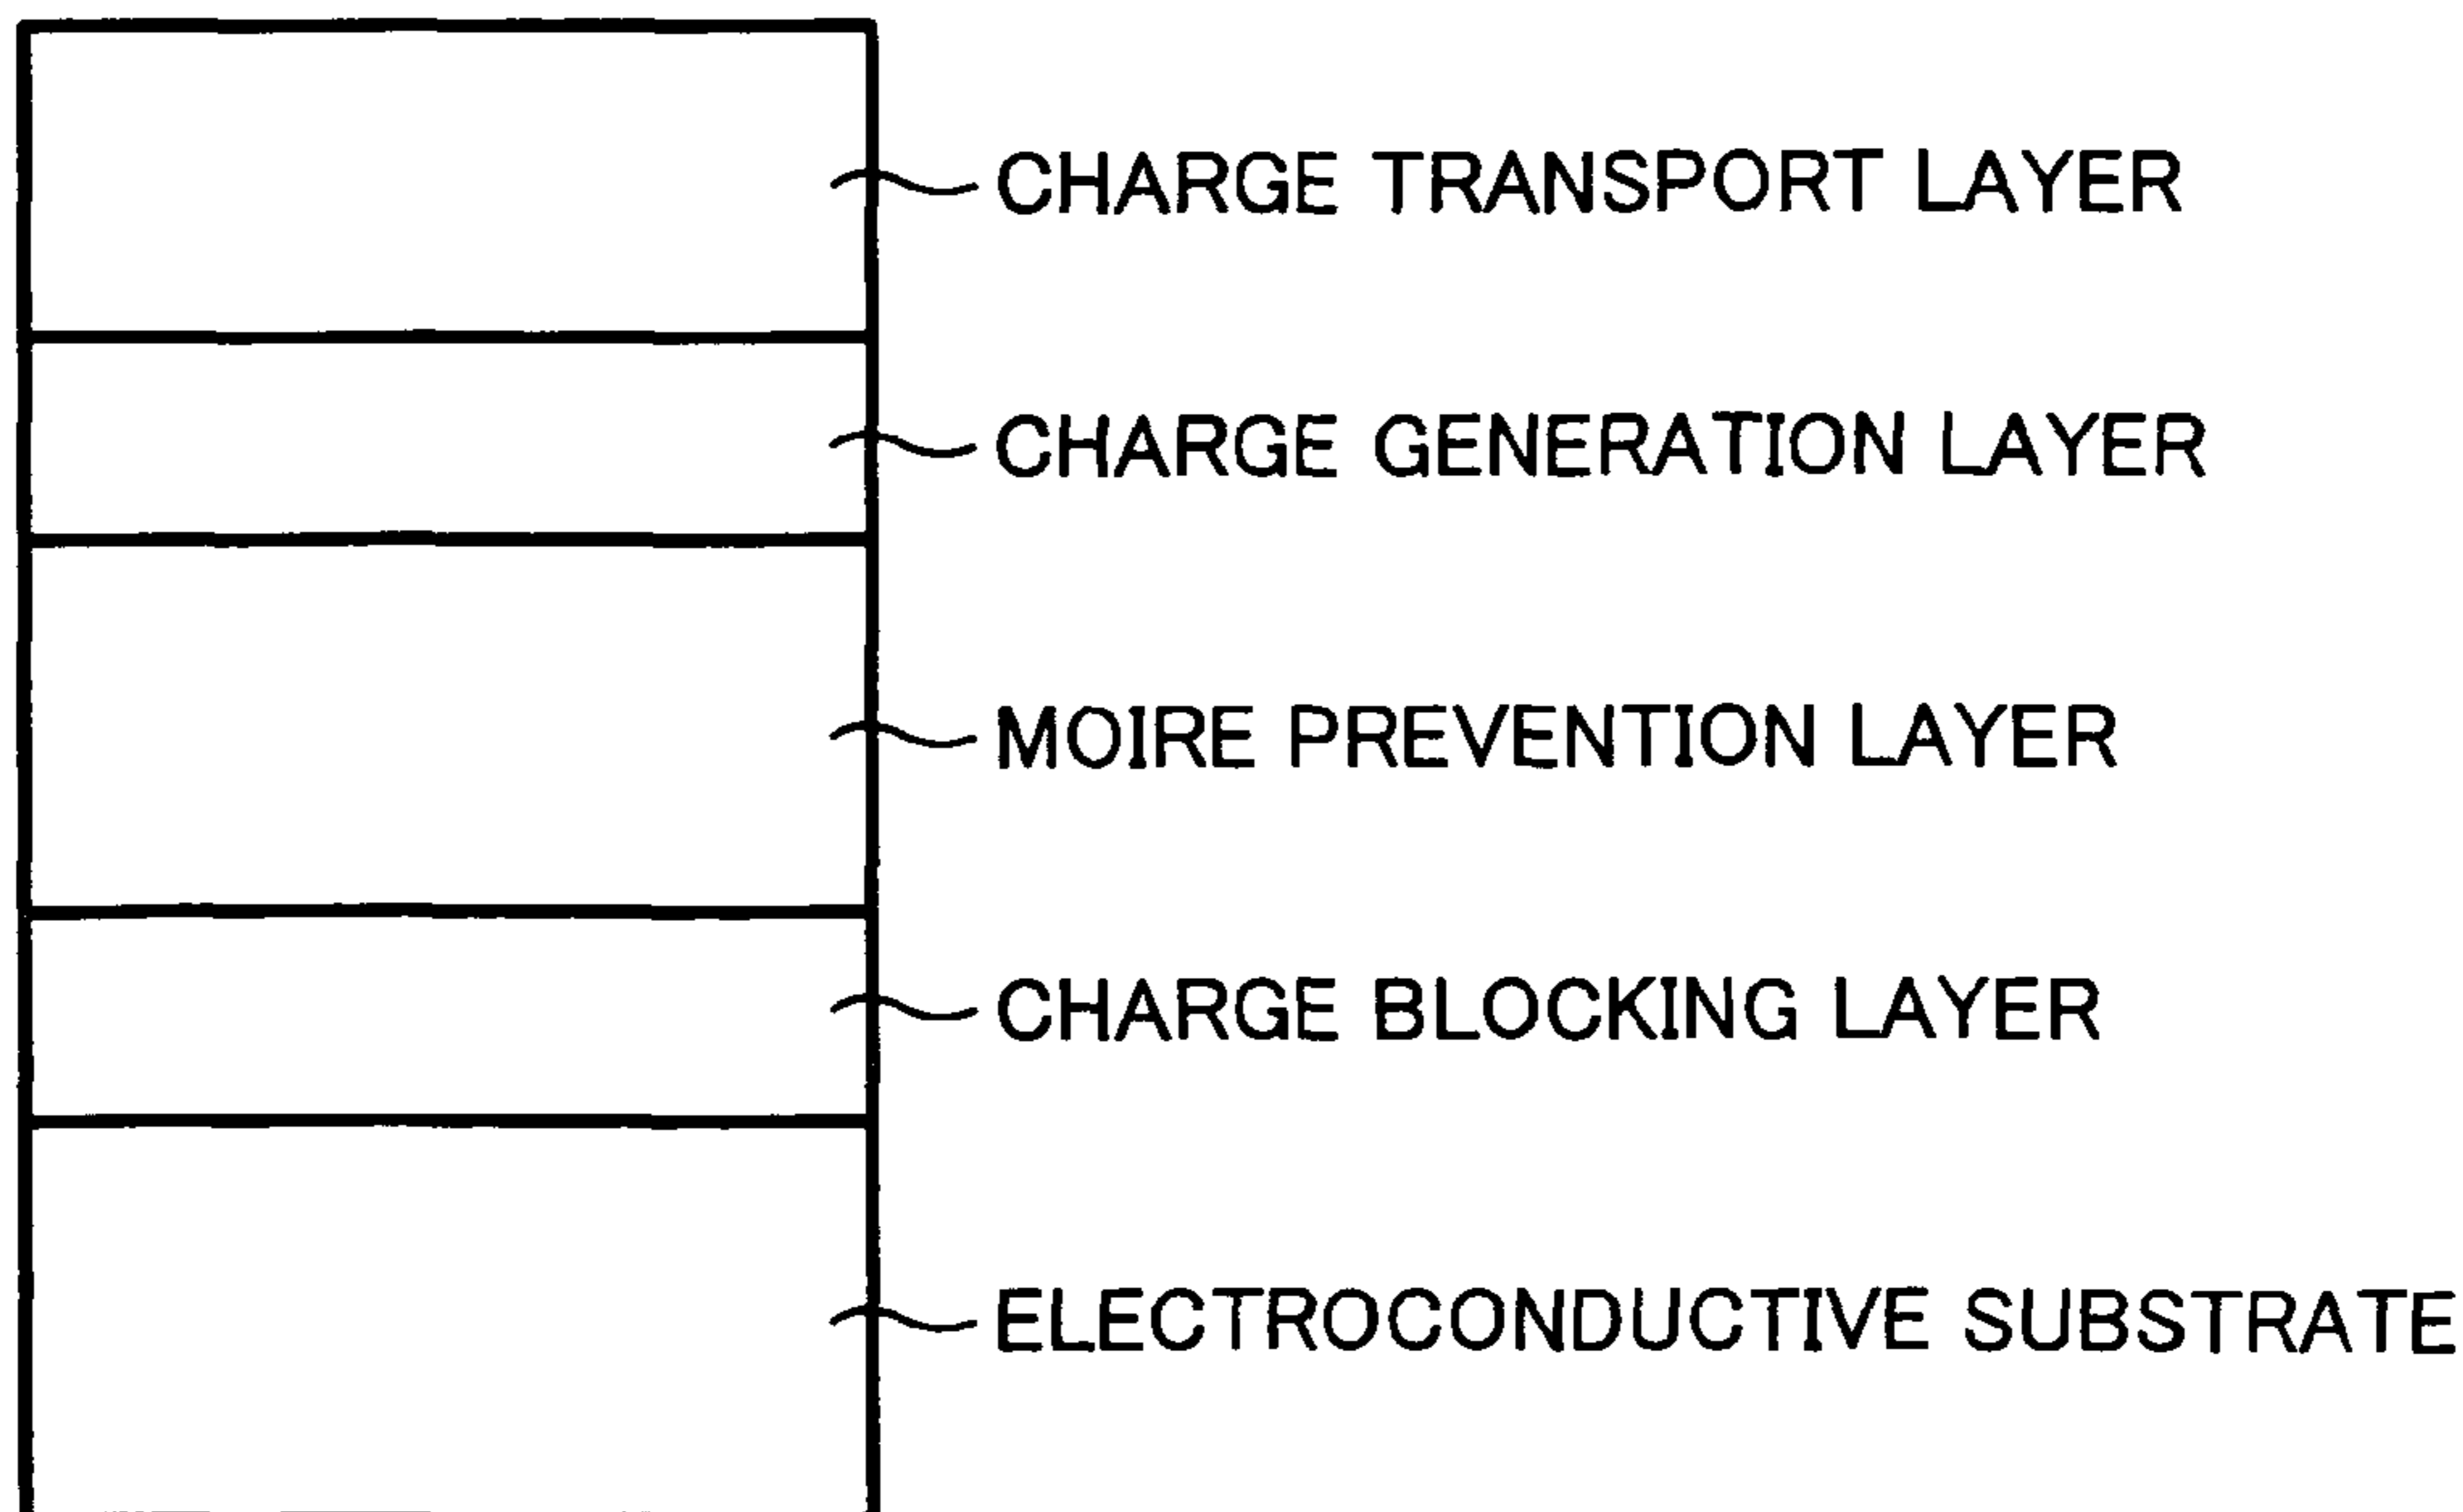 CHARGE TRANSPORT LAYER
CHARGE GENERATION LAYER
MOIRE PREVENTION LAYER
CHARGE BLOCKING LAYER
ELECTROCONDUCTIVE SUBSTRATE